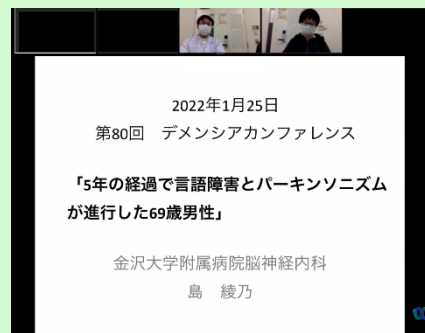 2022年1月25日
第80回　デメンシアカンファレンス
「5年の経過で言語障害とパーキンソニズム
が進行した69歳男性」
金沢大学附属病院脳神経内科
島　綾乃